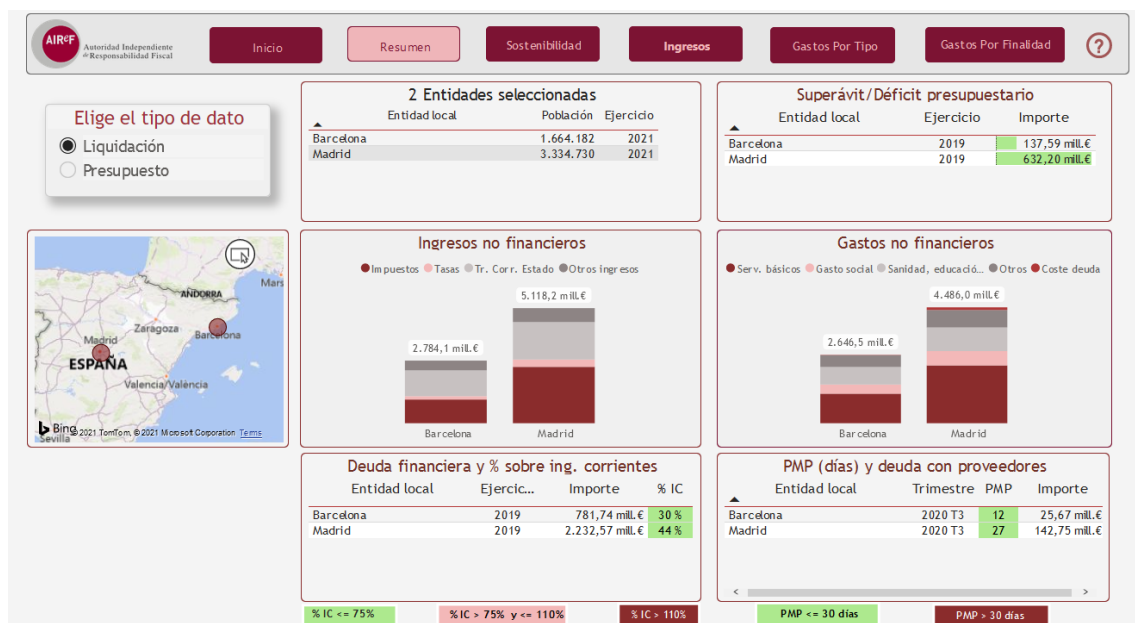 AIReF
Autoridad Independiente
de Responsabilidad Fiscal
Inicio
Resumen
Sostenibilidad
Ingresos
Gastos Por Tipo
Gastos Por Finalidad
?
Elige el tipo de dato
Liquidación
Presupuesto
2 Entidades seleccionadas
Entidad local Población Ejercicio
Barcelona 1.664.182 2021
Madrid 3.334.730 2021
Superávit/Déficit presupuestario
Entidad local Ejercicio Importe
Barcelona 2019 137,59 mill.€
Madrid 2019 632,20 mill.€
ANDORRA
Mars
Zaragoza
Barcelona
Madrid
ESPAÑA
Valencia/València
Bing
Sevilla
© 2021 TomTom, © 2021 Microsoft Corporation Terms
Ingresos no financieros
Impuestos Tasas Tr. Corr. Estado Otros ingresos
5.118,2 mill.€
2.784,1 mill.€
Barcelona Madrid
Gastos no financieros
Serv. básicos Gasto social Sanidad, educació... Otros Coste deuda
4.486,0 mill.€
2.646,5 mill.€
Barcelona Madrid
Deuda financiera y % sobre ing. corrientes
Entidad local Ejercic... Importe % IC
Barcelona 2019 781,74 mill.€ 30 %
Madrid 2019 2.232,57 mill.€ 44 %
% IC <= 75%
% IC > 75% y <= 110%
% IC > 110%
PMP (días) y deuda con proveedores
Entidad local Trimestre PMP Importe
Barcelona 2020 T3 12 25,67 mill.€
Madrid 2020 T3 27 142,75 mill.€
PMP <= 30 días
PMP > 30 días